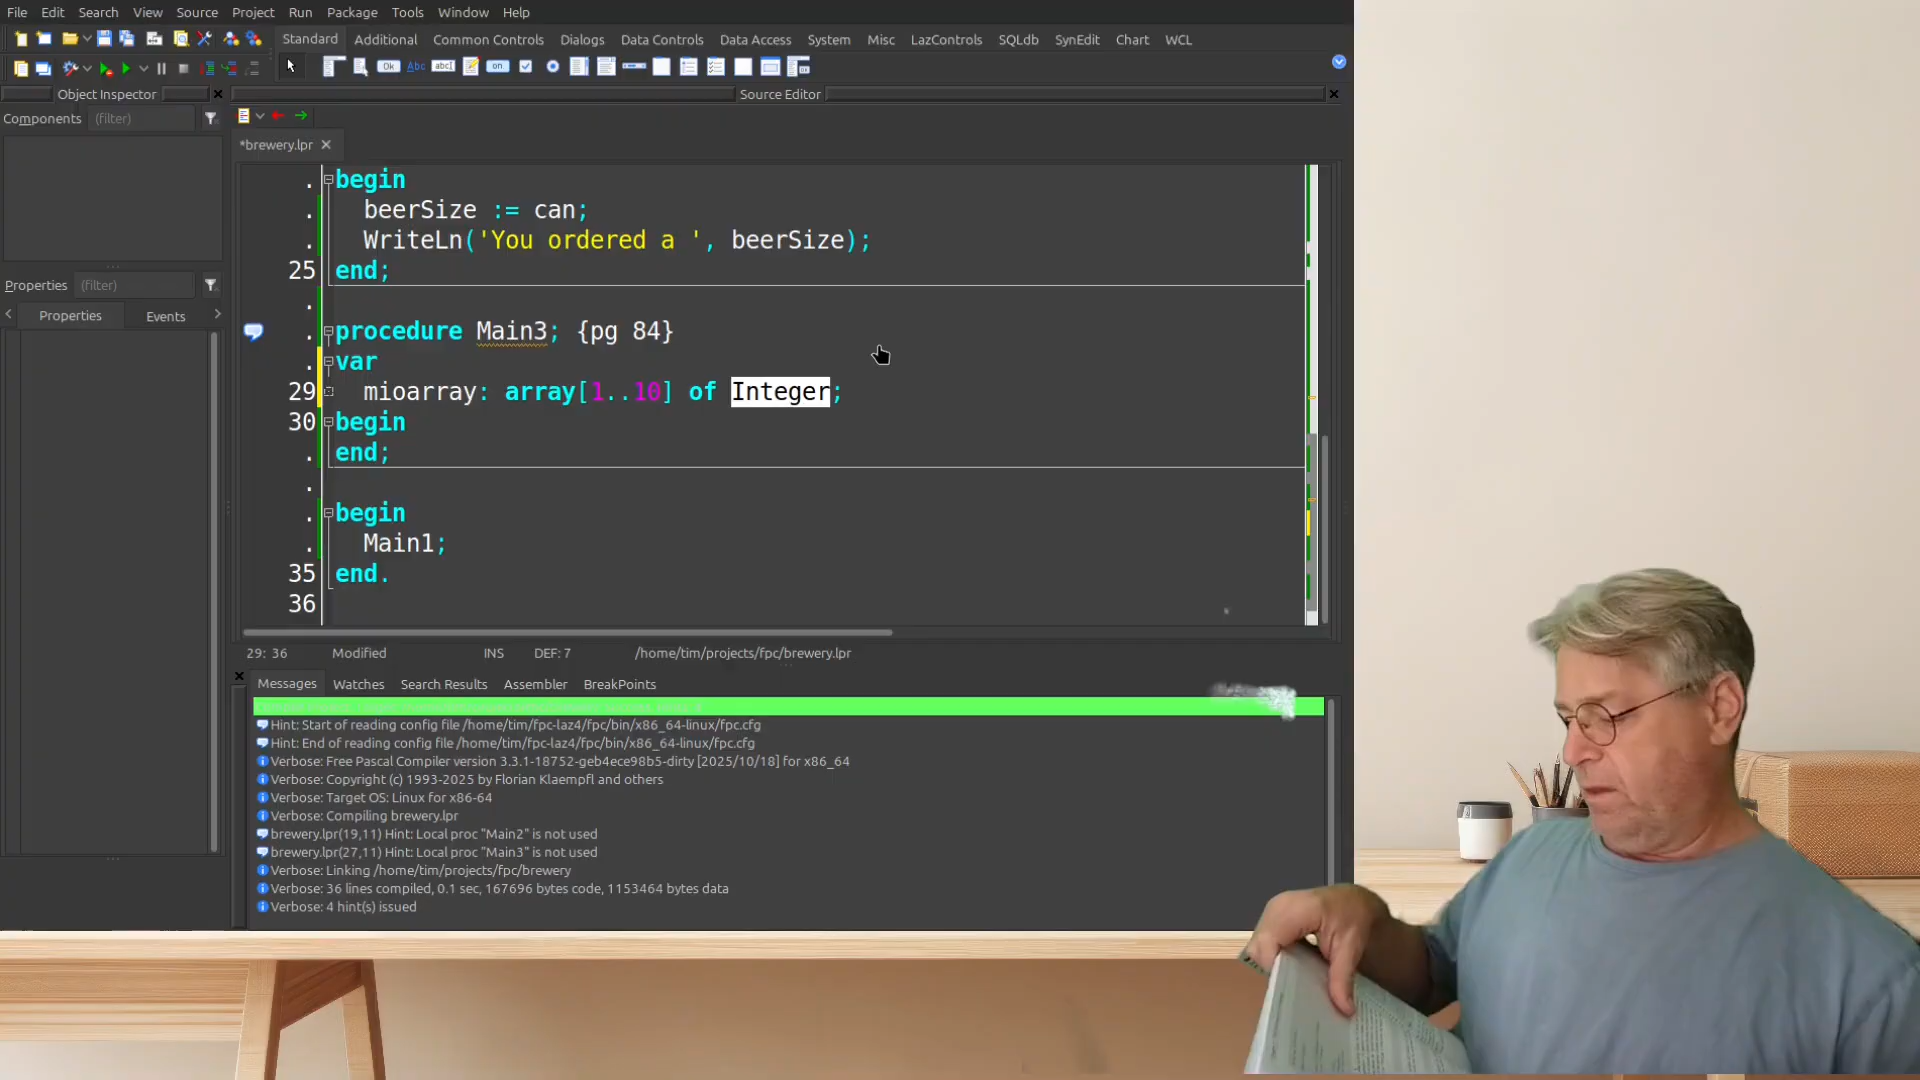 File Edit Search View Source Project Run Package Tools Window Help
Standard Additional Common Controls Dialogs Data Controls Data Access System Misc LazControls SQLdb SynEdit Chart WCL
Ok Abc abc on
Object Inspector Source Editor
Components (filter)
*brewery.lpr
begin
. beerSize := can;
. WriteLn('You ordered a ', beerSize);
25 end;
Properties (filter)
Properties Events
. procedure Main3; {pg 84}
. var
29 mioarray: array[1..10] of Integer;
30 begin
. end;
.
. begin
. Main1;
35 end.
36
29: 36 Modified INS DEF: 7 /home/tim/projects/fpc/brewery.lpr
Messages Watches Search Results Assembler BreakPoints
Hint: Start of reading config file /home/tim/fpc-laz4/fpc/bin/x86_64-linux/fpc.cfg
Hint: End of reading config file /home/tim/fpc-laz4/fpc/bin/x86_64-linux/fpc.cfg
Verbose: Free Pascal Compiler version 3.3.1-18752-geb4ece98b5-dirty [2025/10/18] for x86_64
Verbose: Copyright (c) 1993-2025 by Florian Klaempfl and others
Verbose: Target OS: Linux for x86-64
Verbose: Compiling brewery.lpr
brewery.lpr(19,11) Hint: Local proc "Main2" is not used
brewery.lpr(27,11) Hint: Local proc "Main3" is not used
Verbose: Linking /home/tim/projects/fpc/brewery
Verbose: 36 lines compiled, 0.1 sec, 167696 bytes code, 1153464 bytes data
Verbose: 4 hint(s) issued